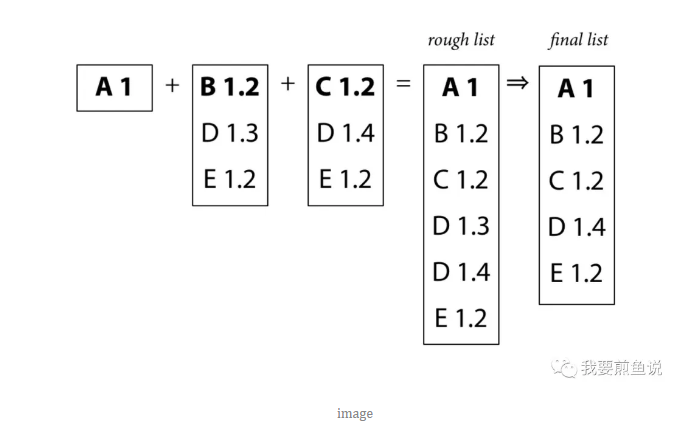 rough list
final list
A 1 + B 1.2 + C 1.2 = A 1 ⇒ A 1
D 1.3 D 1.4 B 1.2 B 1.2
E 1.2 E 1.2 C 1.2 C 1.2
D 1.3 D 1.4
D 1.4 E 1.2
E 1.2
我要煎鱼说
image